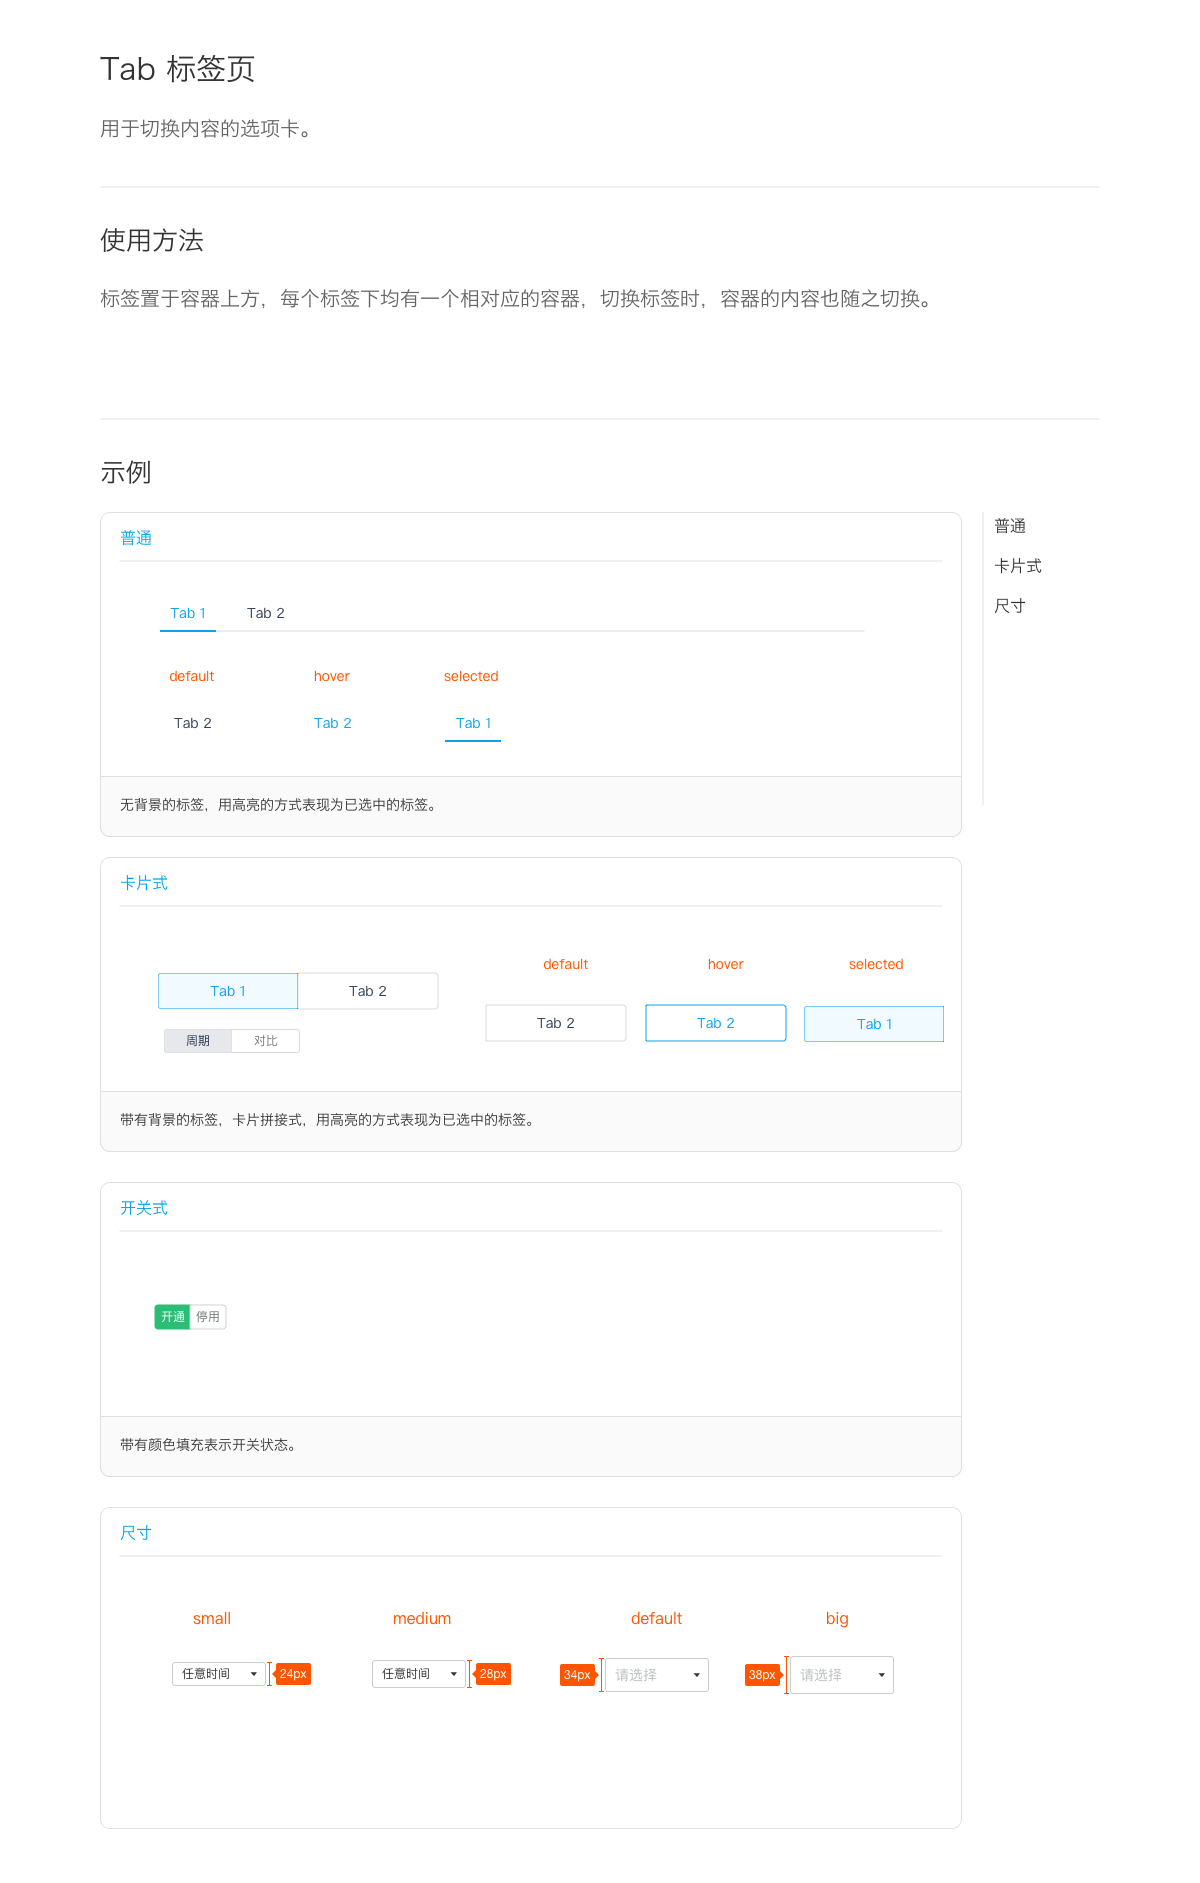 Tab 标签页
用于切换内容的选项卡。
使用方法
标签置于容器上方，每个标签下均有一个相对应的容器，切换标签时，容器的内容也随之切换。
示例
普通
Tab 1 Tab 2
default hover selected
Tab 2 Tab 2 Tab 1
无背景的标签，用高亮的方式表现为已选中的标签。
普通
卡片式
尺寸
卡片式
default hover selected
Tab 1 Tab 2
Tab 2 Tab 2 Tab 1
周期 对比
带有背景的标签，卡片拼接式，用高亮的方式表现为已选中的标签。
开关式
开通 停用
带有颜色填充表示开关状态。
尺寸
small medium default big
任意时间 24px 任意时间 28px 34px 请选择 38px 请选择